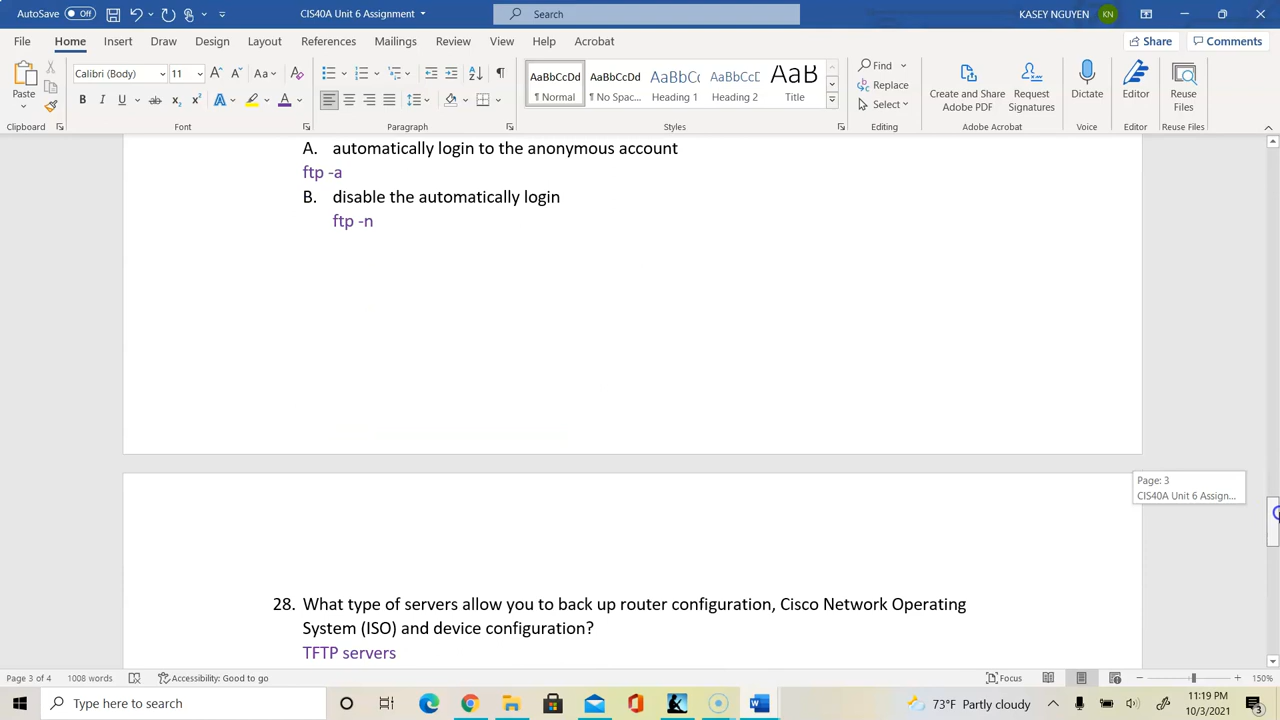 AutoSave Off CIS40A Unit 6 Assignment Search KASEY NGUYEN KN
File Home Insert Draw Design Layout References Mailings Review View Help Acrobat Share Comments
Paste Calibri (Body) 11 Aa AaBbCcDd AaBbCcDd AaBbC AaBbCcD AaB Find Replace Select
¶ Normal ¶ No Spac... Heading 1 Heading 2 Title
Create and Share Adobe PDF Request Signatures Dictate Editor Reuse Files
Clipboard Font Paragraph Styles Editing Adobe Acrobat Voice Editor Reuse Files
A. automatically login to the anonymous account
ftp -a
B. disable the automatically login
ftp -n
Page: 3
CIS40A Unit 6 Assign...
28. What type of servers allow you to back up router configuration, Cisco Network Operating
System (ISO) and device configuration?
TFTP servers
Page 3 of 4 1008 words Accessibility: Good to go Focus 150%
Type here to search 73°F Partly cloudy 11:19 PM
10/3/2021 3